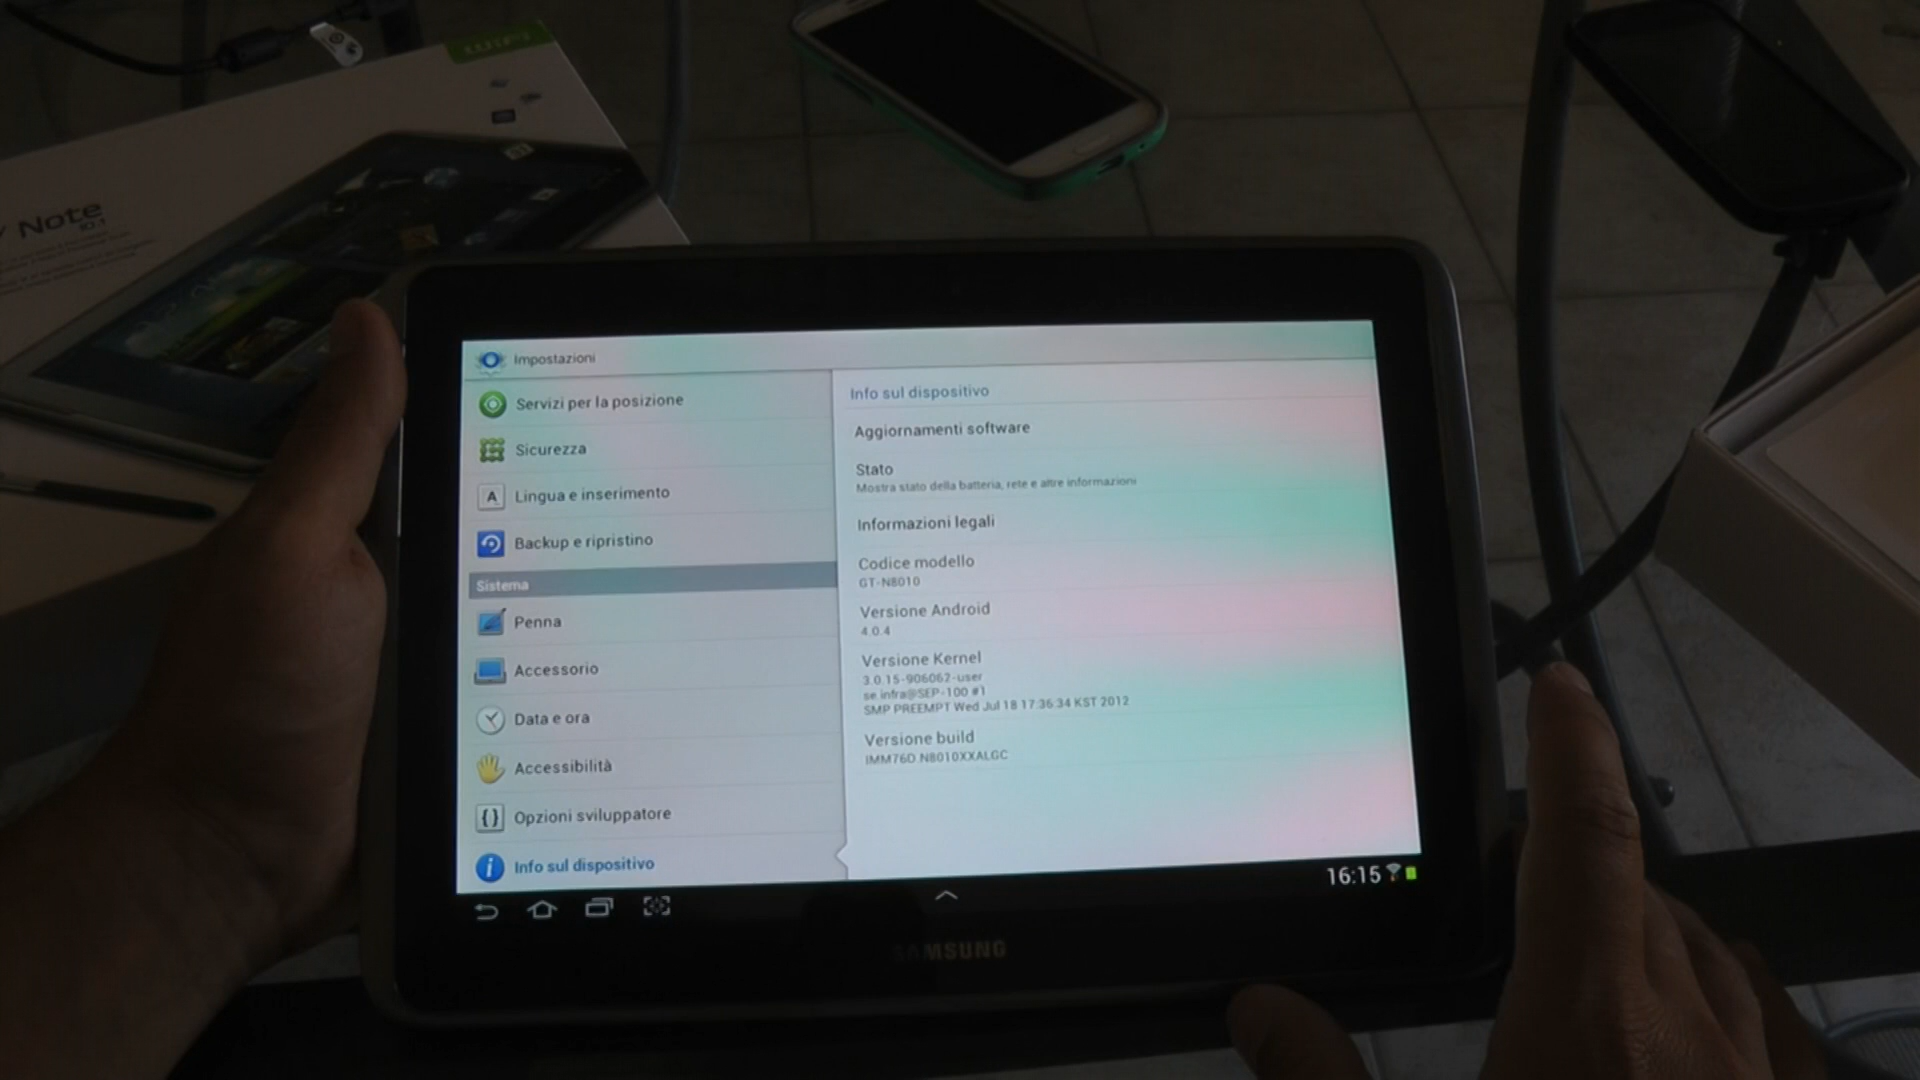 WiFi
Note
10.1
Impostazioni
Servizi per la posizione
Sicurezza
Lingua e inserimento
Backup e ripristino
Sistema
Penna
Accessorio
Data e ora
Accessibilità
Opzioni sviluppatore
Info sul dispositivo
Info sul dispositivo
Aggiornamenti software
Stato
Mostra stato della batteria, rete e altre informazioni
Informazioni legali
Codice modello
GT-N8010
Versione Android
4.0.4
Versione Kernel
3.0.15-906062-user
se.infra@SEP-100 #1
SMP PREEMPT Wed Jul 18 17:36:34 KST 2012
Versione build
IMM76D.N8010XXALGC
16:15
SAMSUNG